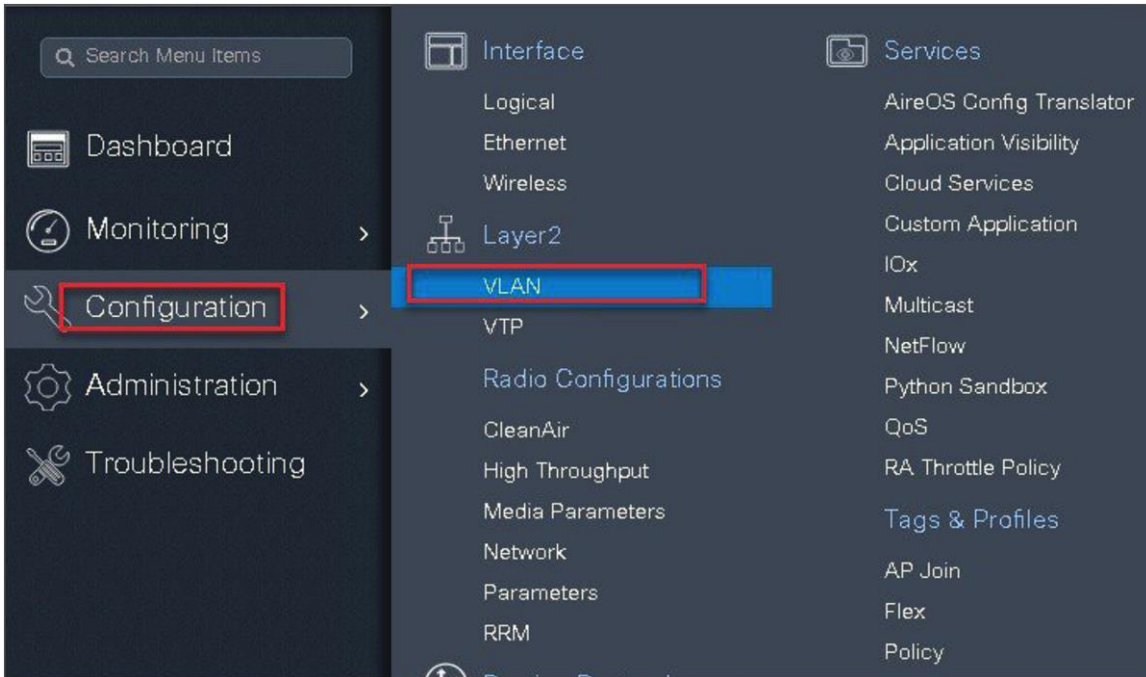 Search Menu Items
Dashboard
Monitoring
Configuration
Administration
Troubleshooting
Interface
Logical
Ethernet
Wireless
Layer2
VLAN
VTP
Radio Configurations
CleanAir
High Throughput
Media Parameters
Network
Parameters
RRM
Services
AireOS Config Translator
Application Visibility
Cloud Services
Custom Application
IOx
Multicast
NetFlow
Python Sandbox
QoS
RA Throttle Policy
Tags & Profiles
AP Join
Flex
Policy